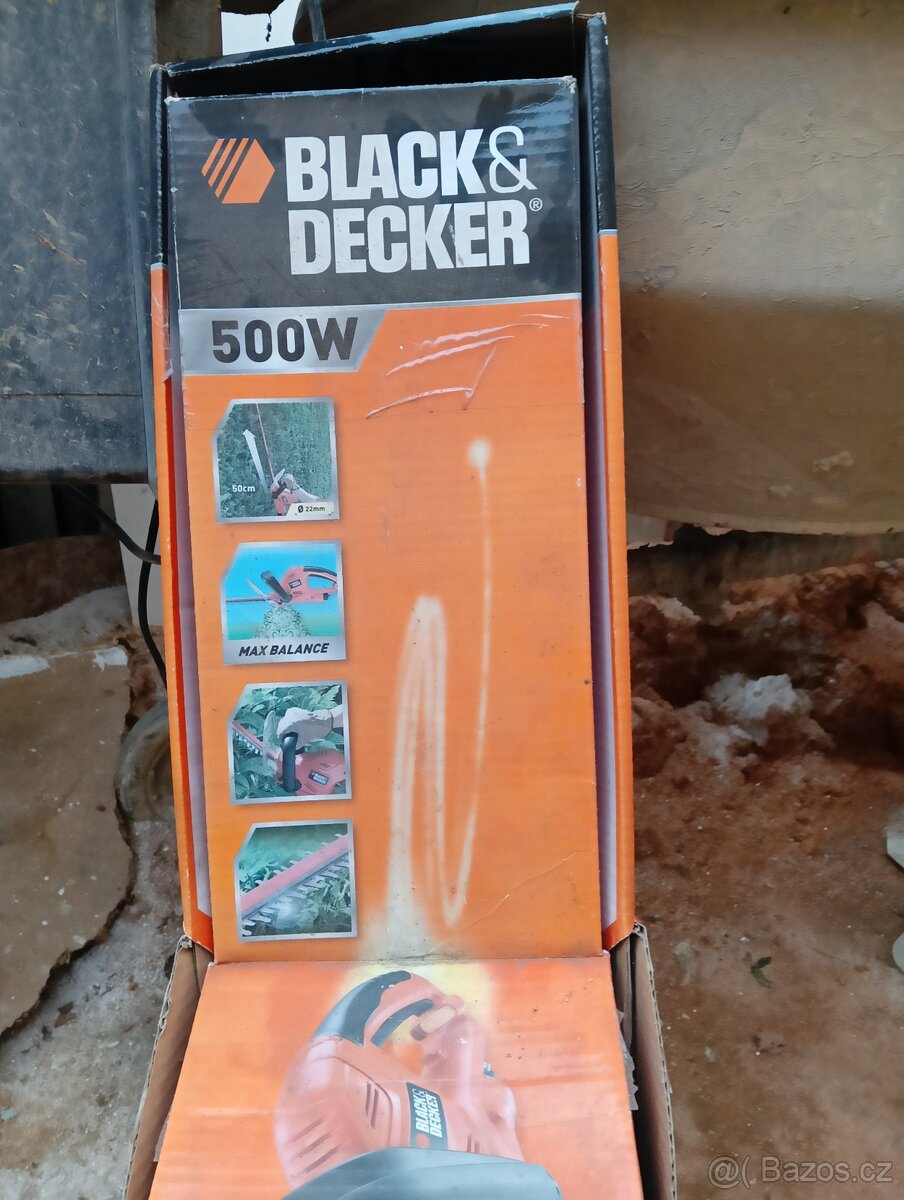 BLACK&
DECKER®
500W
50cm
Ø 22mm
MAX BALANCE
BLACK&
DECKER
@( Bazos.cz